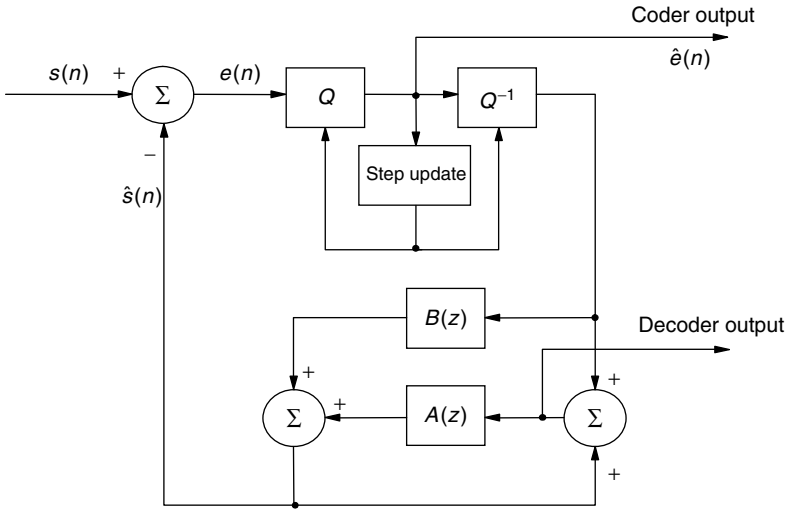 Coder output
s(n) + Σ e(n) Q Q⁻¹ ê(n)
−
Step update
ŝ(n)
B(z)
Decoder output
+ +
+
Σ A(z) Σ
+